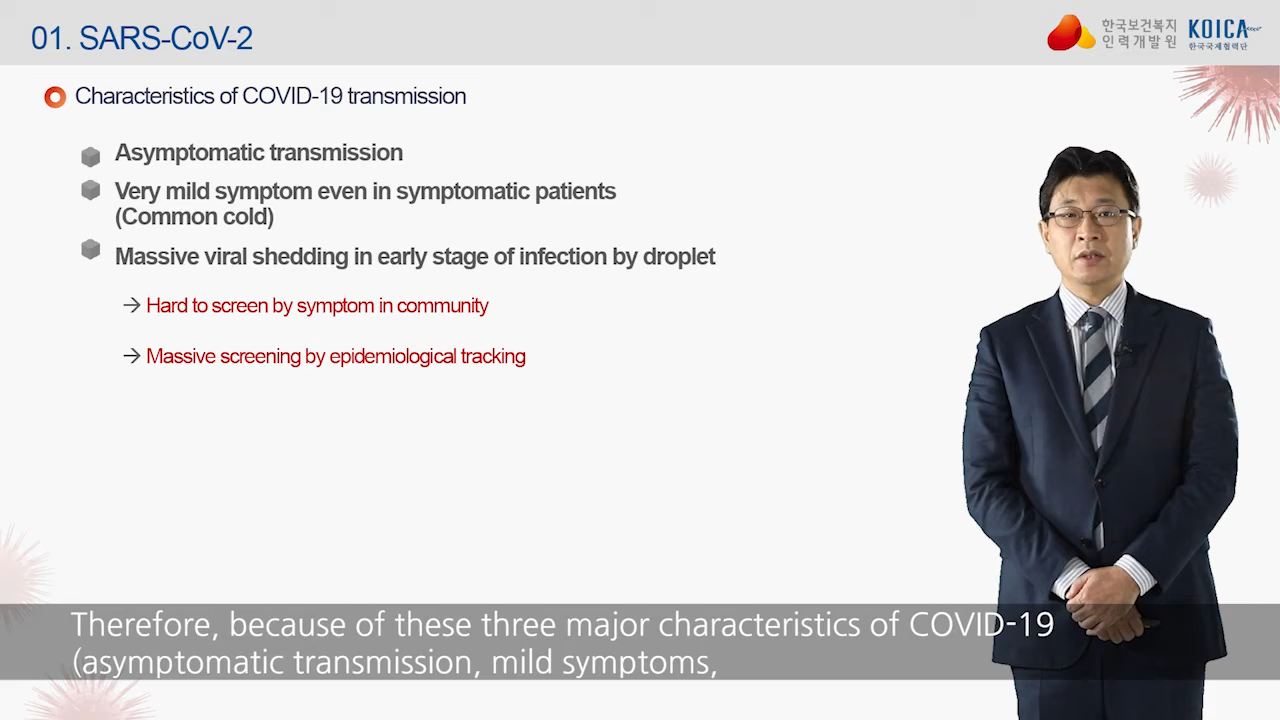 01. SARS-CoV-2
한국보건복지
인력개발원
KOICA
한국국제협력단
Characteristics of COVID-19 transmission
Asymptomatic transmission
Very mild symptom even in symptomatic patients
(Common cold)
Massive viral shedding in early stage of infection by droplet
→ Hard to screen by symptom in community
→ Massive screening by epidemiological tracking
Therefore, because of these three major characteristics of COVID-19
(asymptomatic transmission, mild symptoms,